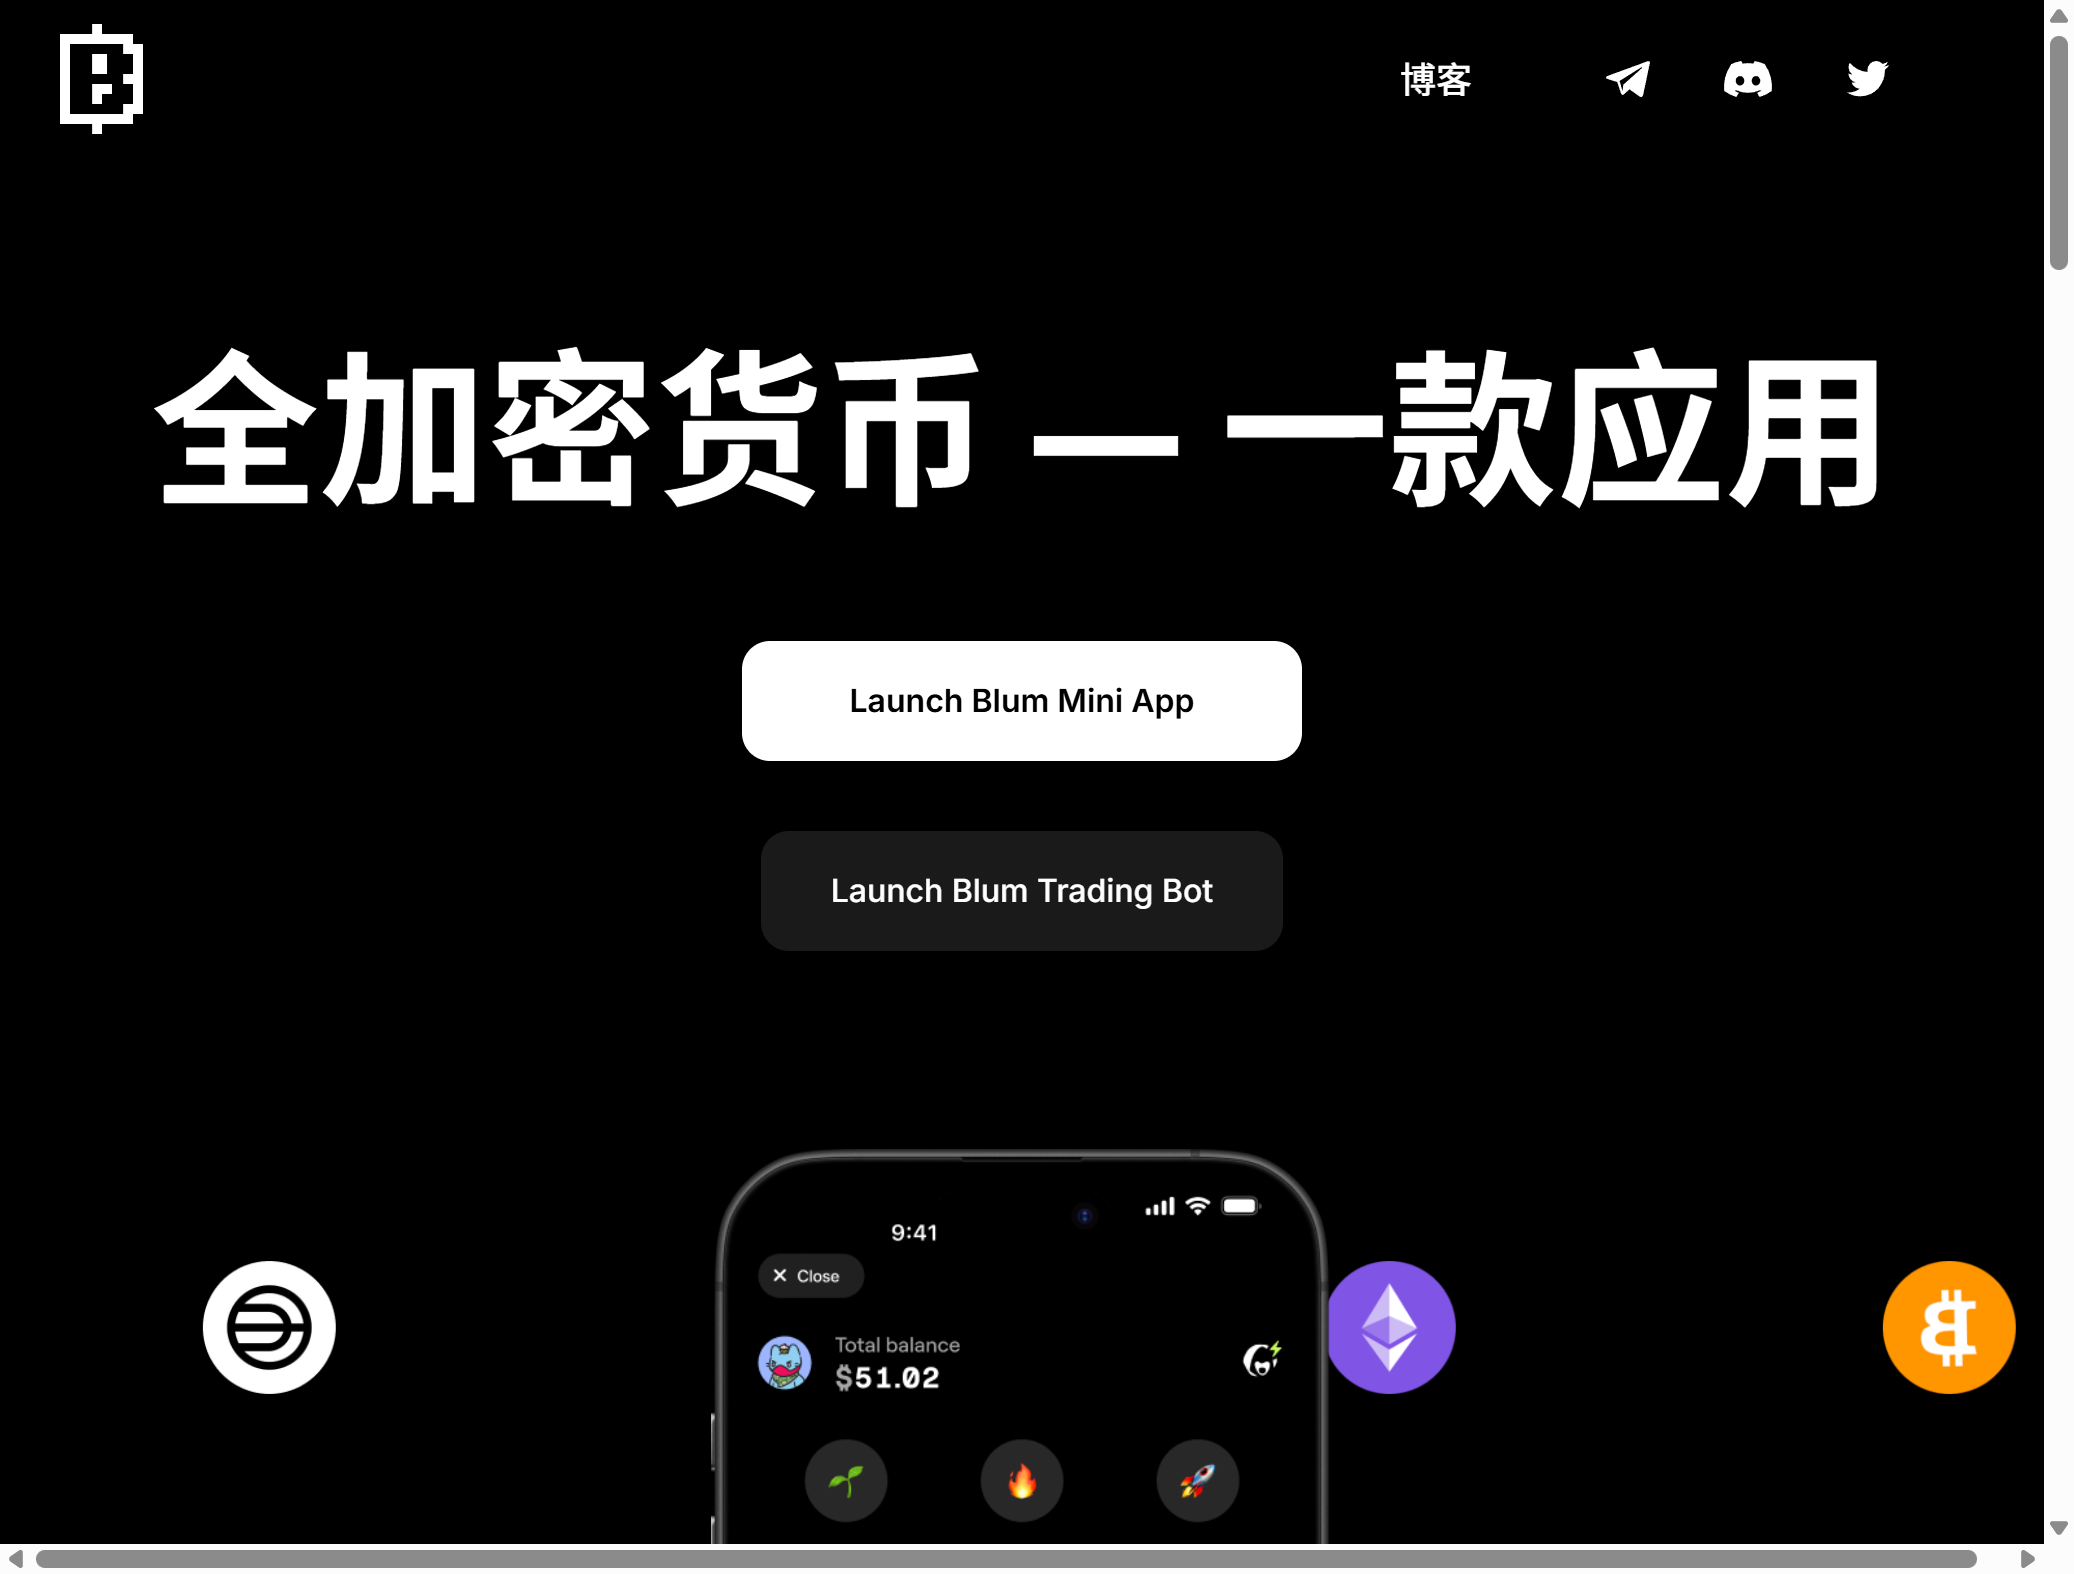 博客
全加密货币 — 一款应用
Launch Blum Mini App
Launch Blum Trading Bot
9:41
Close
Total balance
$51.02